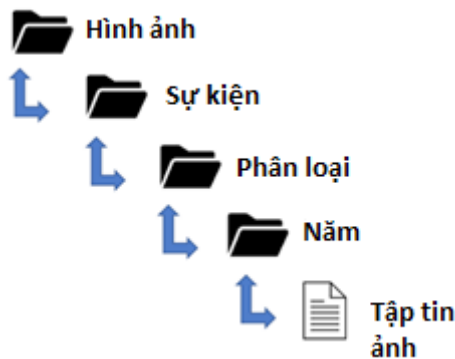 Hình ảnh
Sự kiện
Phân loại
Năm
Tập tin
ảnh